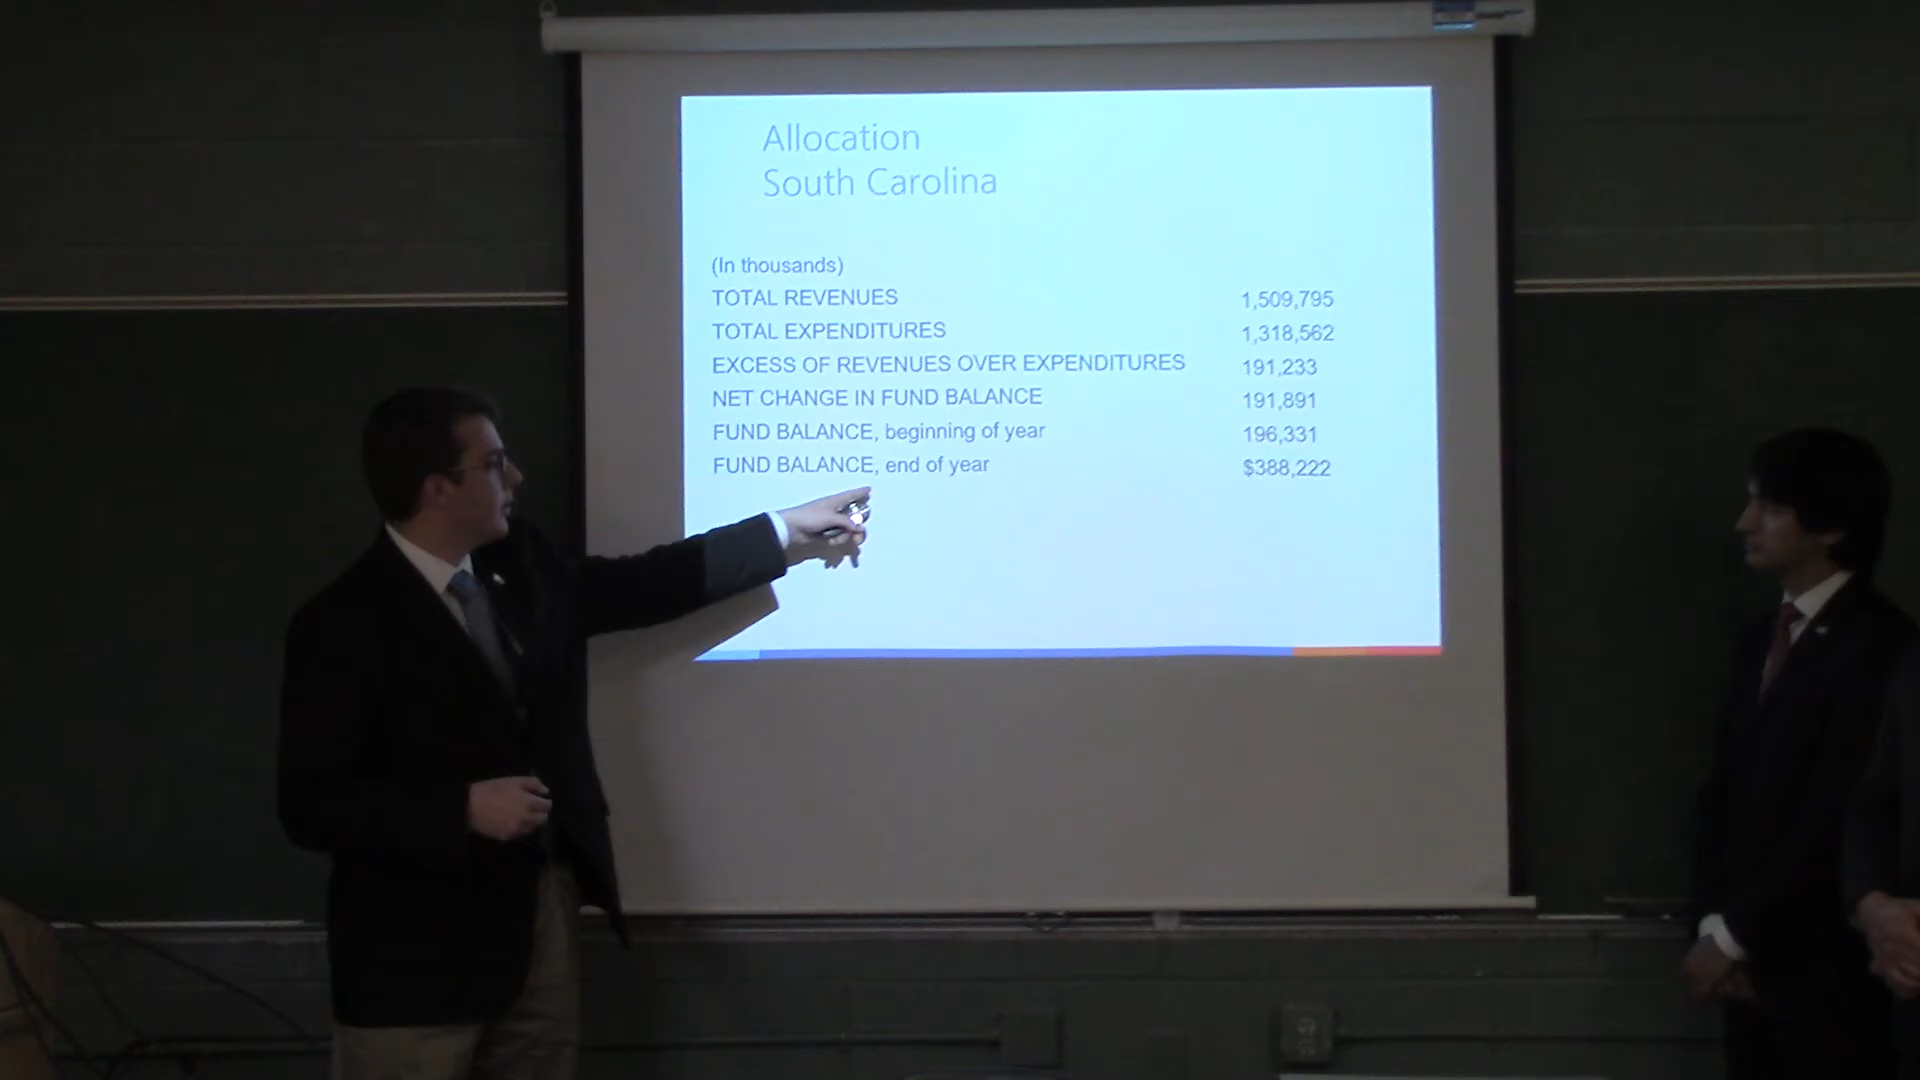 Allocation
South Carolina
(In thousands)
TOTAL REVENUES 1,509,795
TOTAL EXPENDITURES 1,318,562
EXCESS OF REVENUES OVER EXPENDITURES 191,233
NET CHANGE IN FUND BALANCE 191,891
FUND BALANCE, beginning of year 196,331
FUND BALANCE, end of year $388,222